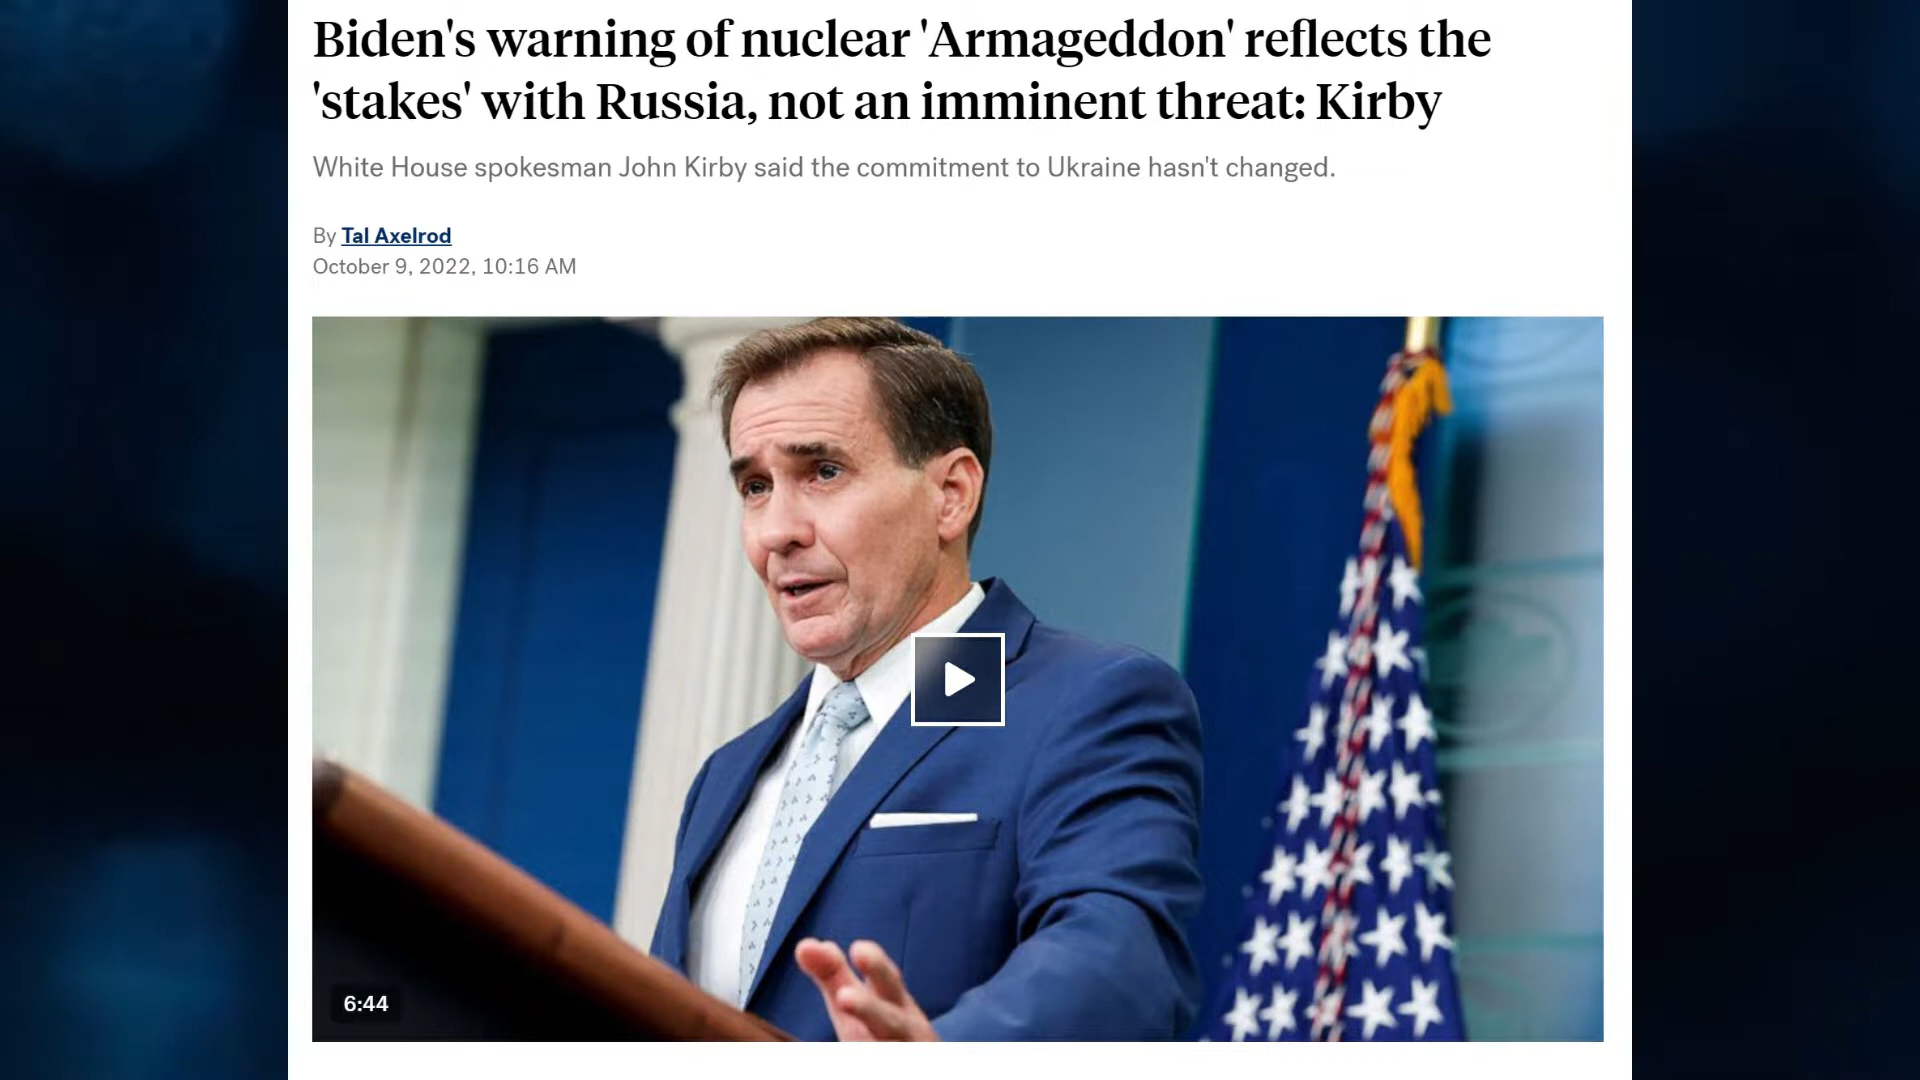 Biden's warning of nuclear 'Armageddon' reflects the
'stakes' with Russia, not an imminent threat: Kirby
White House spokesman John Kirby said the commitment to Ukraine hasn't changed.
By Tal Axelrod
October 9, 2022, 10:16 AM
6:44